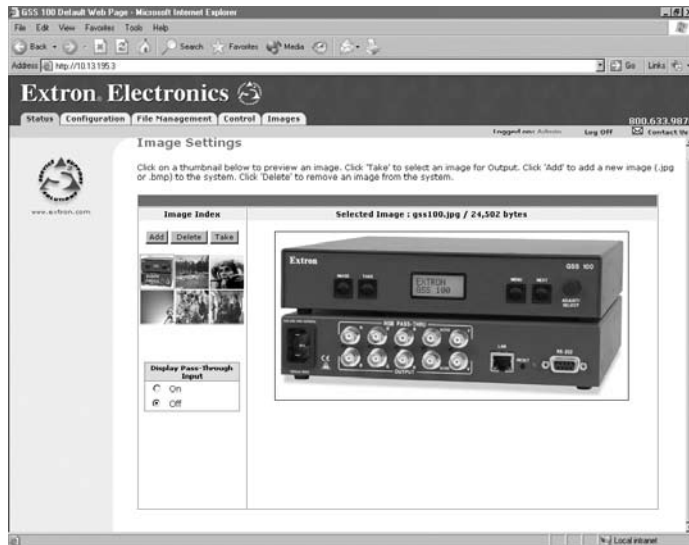 GSS 100 Default Web Page - Microsoft Internet Explorer
File Edit View Favorites Tools Help
Back Search Favorites Media
Address http://10.13.195.3 Go Links
Extron Electronics
Status Configuration File Management Control Images
800.633.987
Logged on: Admin Log Off Contact Us
Image Settings
Click on a thumbnail below to preview an image. Click 'Take' to select an image for Output. Click 'Add' to add a new image (.jpg
or .bmp) to the system. Click 'Delete' to remove an image from the system.
www.extron.com
Image Index
Selected Image : gss100.jpg / 24,502 bytes
Add Delete Take
Extron
GSS 100
IMAGE TAKE
EXTRON
GSS 100
MENU NEXT
ADJUST/
SELECT
RGB PASS-THRU
LAN
RESET
RS-232
OUTPUT
Display Pass-Through
Input
On
Off
Local intranet